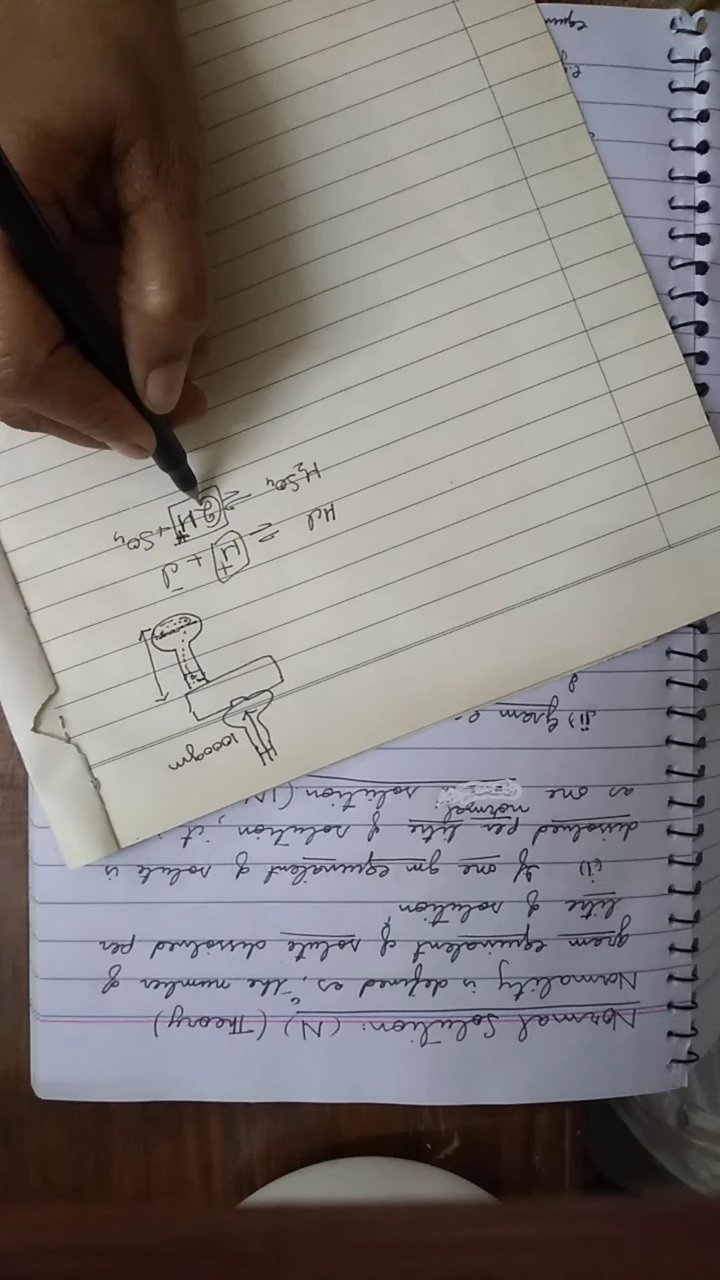 Normal Solution: (N) (Theory)
Normality is defined as, "the number of
gram equivalent of solute dissolved per
litre of solution
(i) If one gm equivalent of solute is
dissolved per litre of solution, it
as one normal solution (1N
ii) gram
1000gm
HCl ⇌ H+ + Cl-
H2SO4 ⇌ 2H+ + SO4